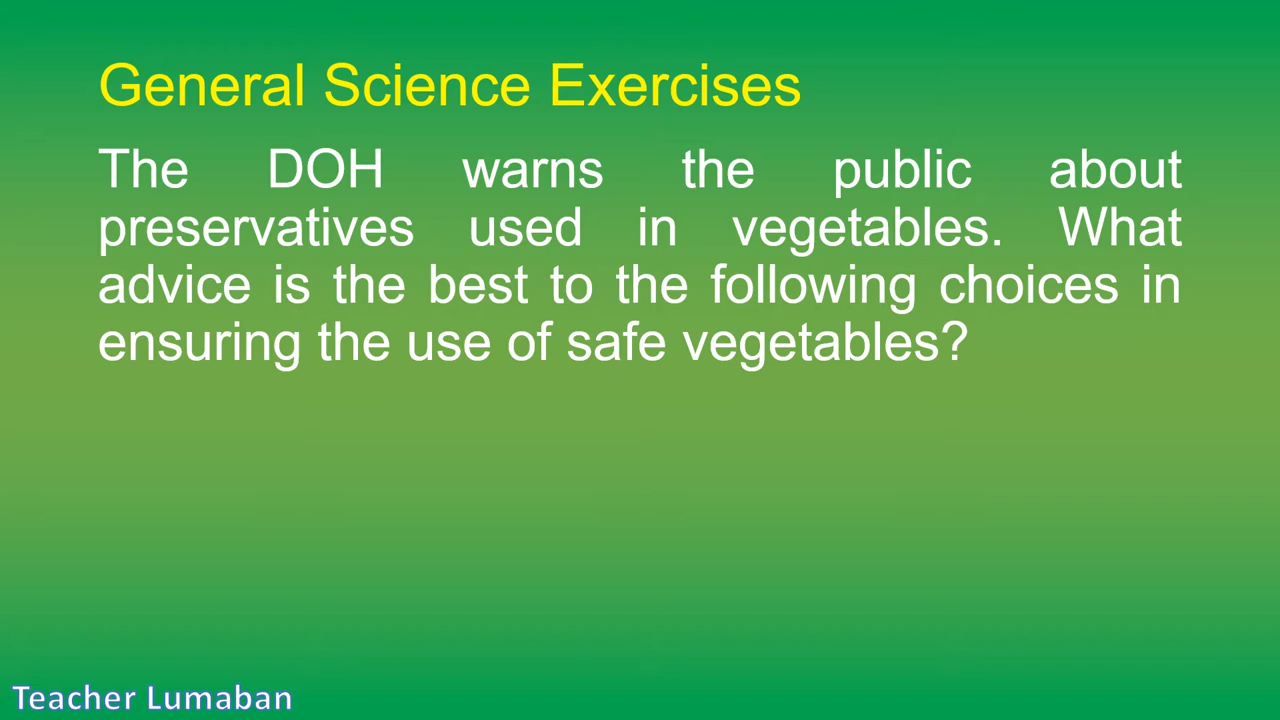 General Science Exercises
The DOH warns the public about
preservatives used in vegetables. What
advice is the best to the following choices in
ensuring the use of safe vegetables?
Teacher Lumaban